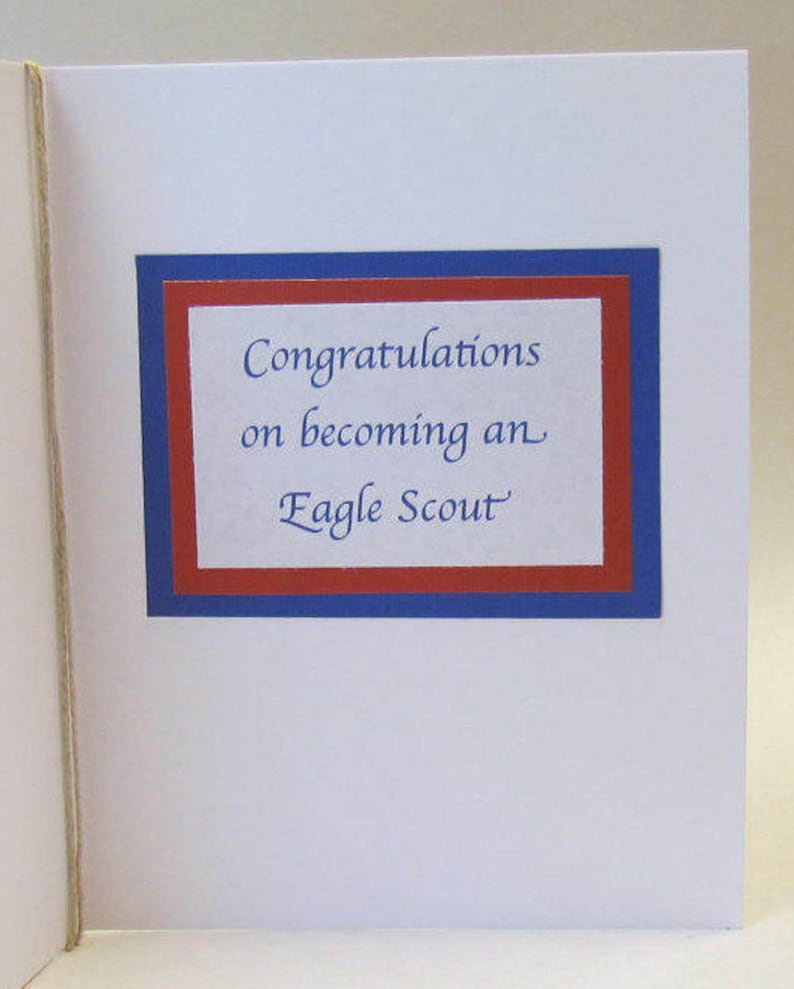 Congratulations
on becoming an
Eagle Scout